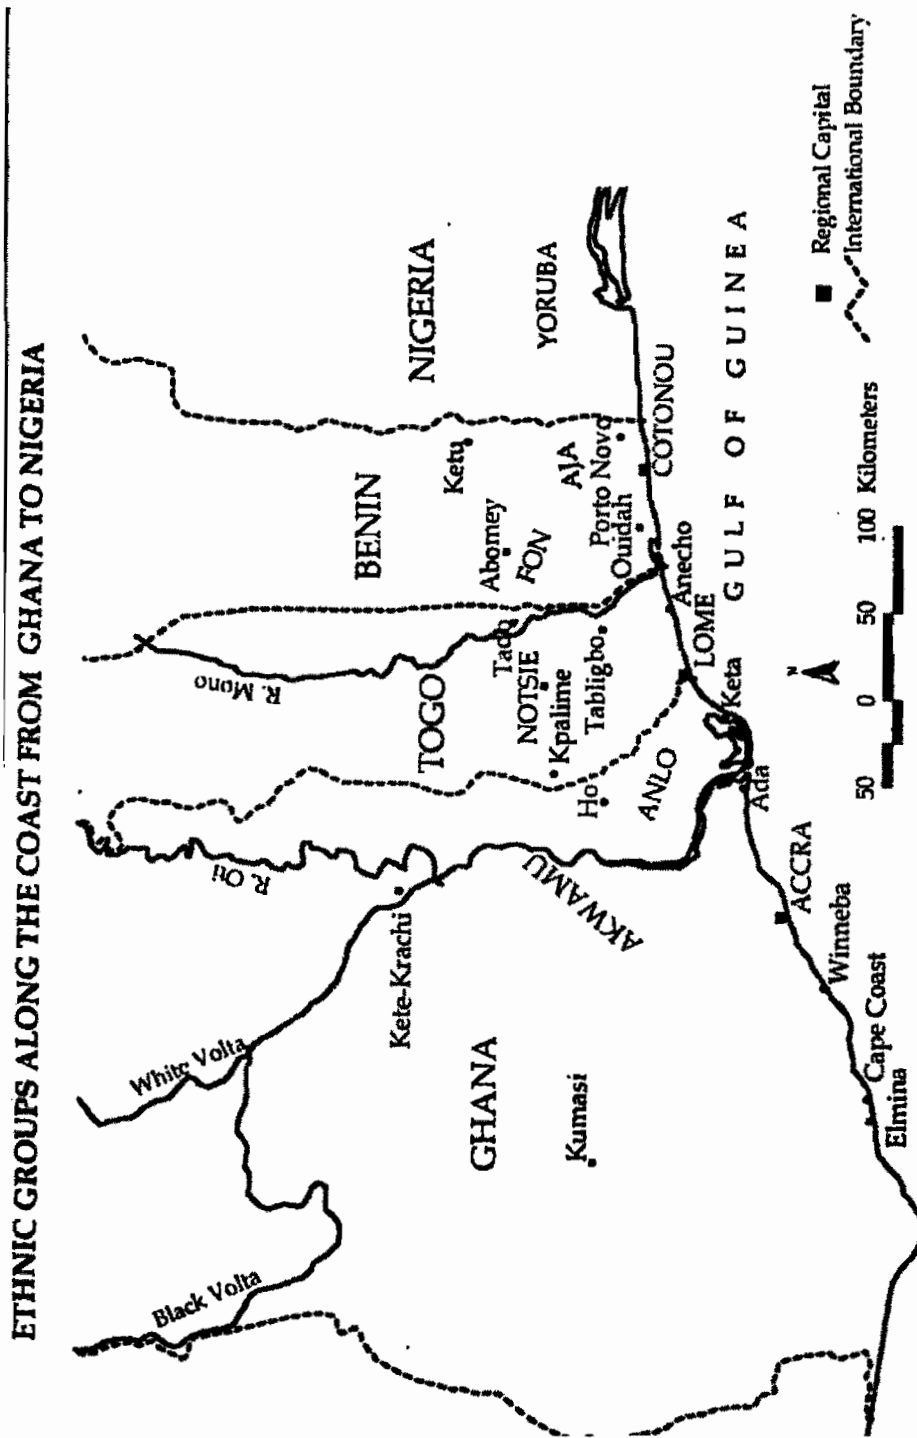 ETHNIC GROUPS ALONG THE COAST FROM GHANA TO NIGERIA
Black Volta
White Volta
R. Oti
R. Mono
GHANA
TOGO
BENIN
NIGERIA
Kete-Krachi
Kumasi
AKWAMU
Ketu
Abomey
FON
AJA
YORUBA
Tado
NOTSIE
Kpalime
Tabligbo
Ho
ANLO
Porto Novo
Ouidah
COTONOU
Anecho
LOME
Keta
Ada
ACCRA
Winneba
Cape Coast
Elmina
GULF OF GUINEA
N
50 0 50 100 Kilometers
Regional Capital
International Boundary